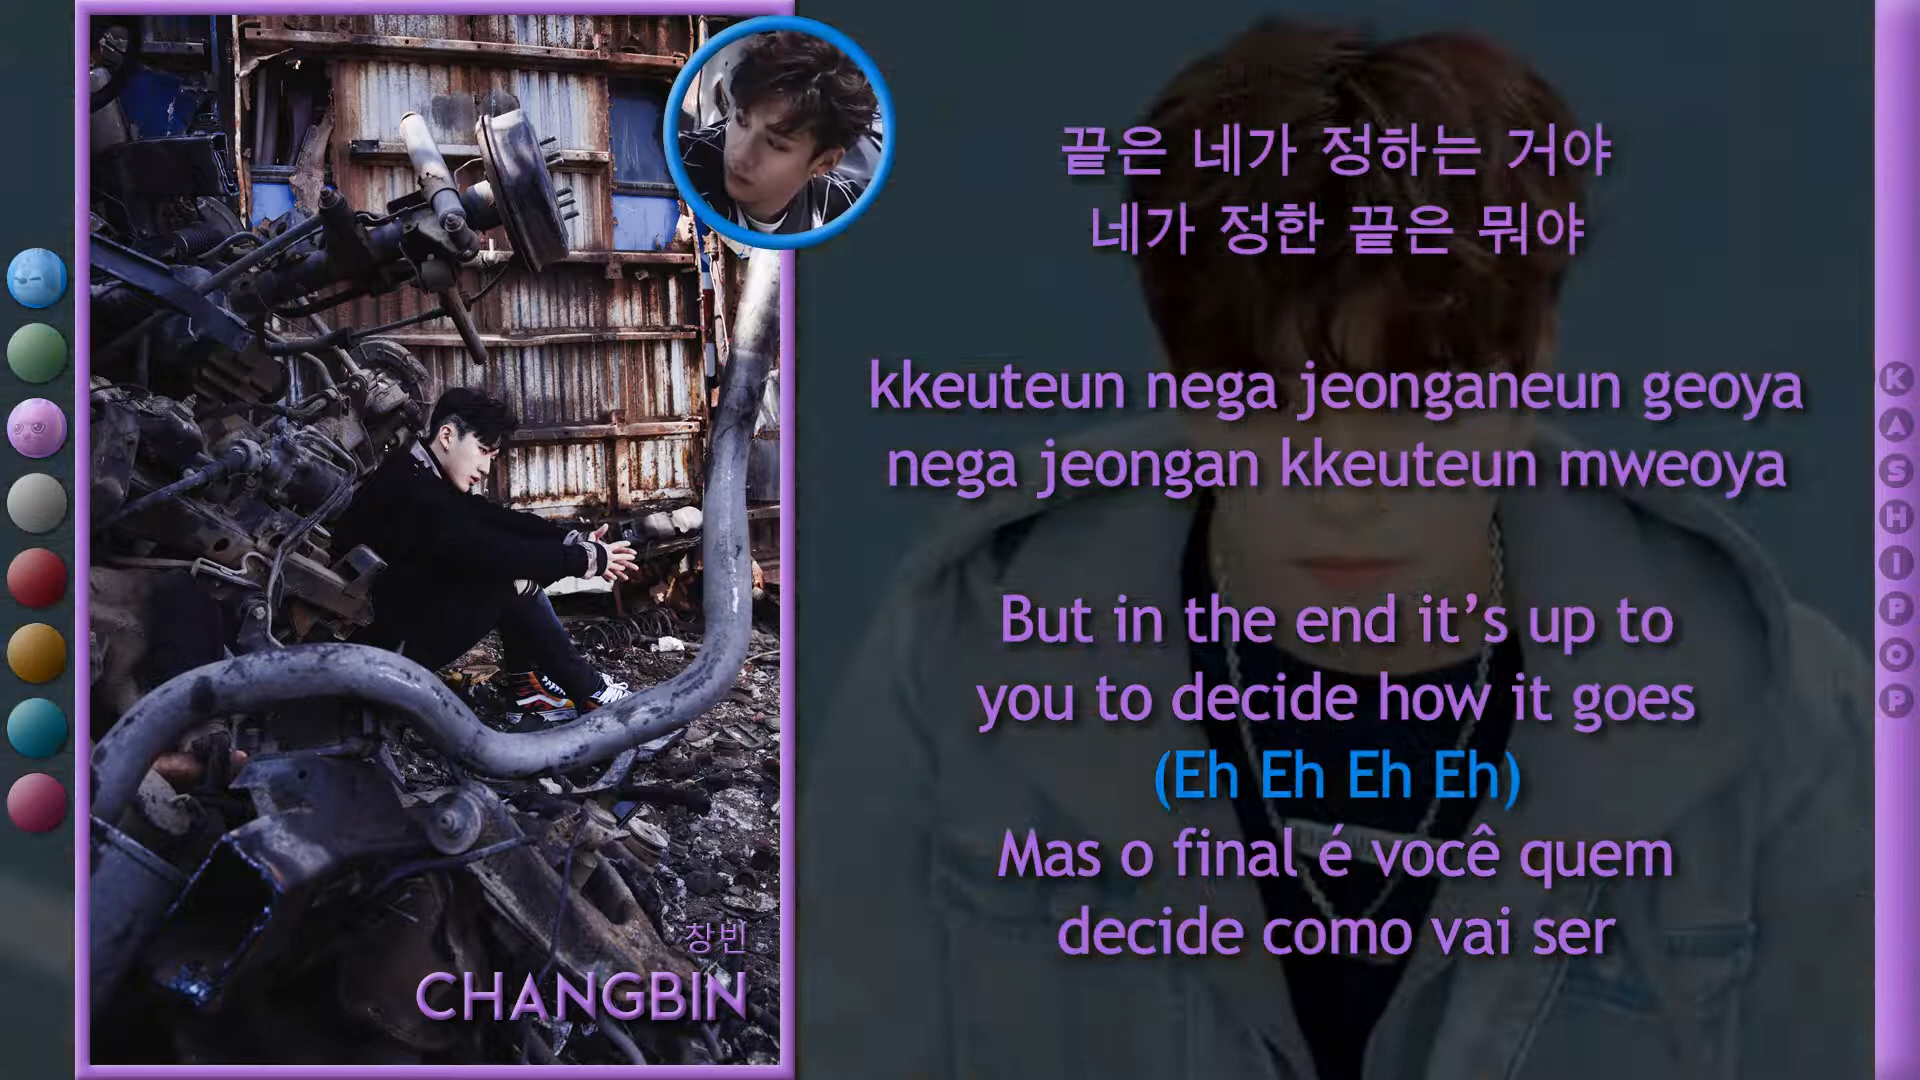 끝은 네가 정하는 거야
네가 정한 끝은 뭐야
kkeuteun nega jeonganeun geoya
nega jeongan kkeuteun mweoya
But in the end it’s up to
you to decide how it goes
(Eh Eh Eh Eh)
Mas o final é você quem
decide como vai ser
창빈
CHANGBIN
KASHIPOP